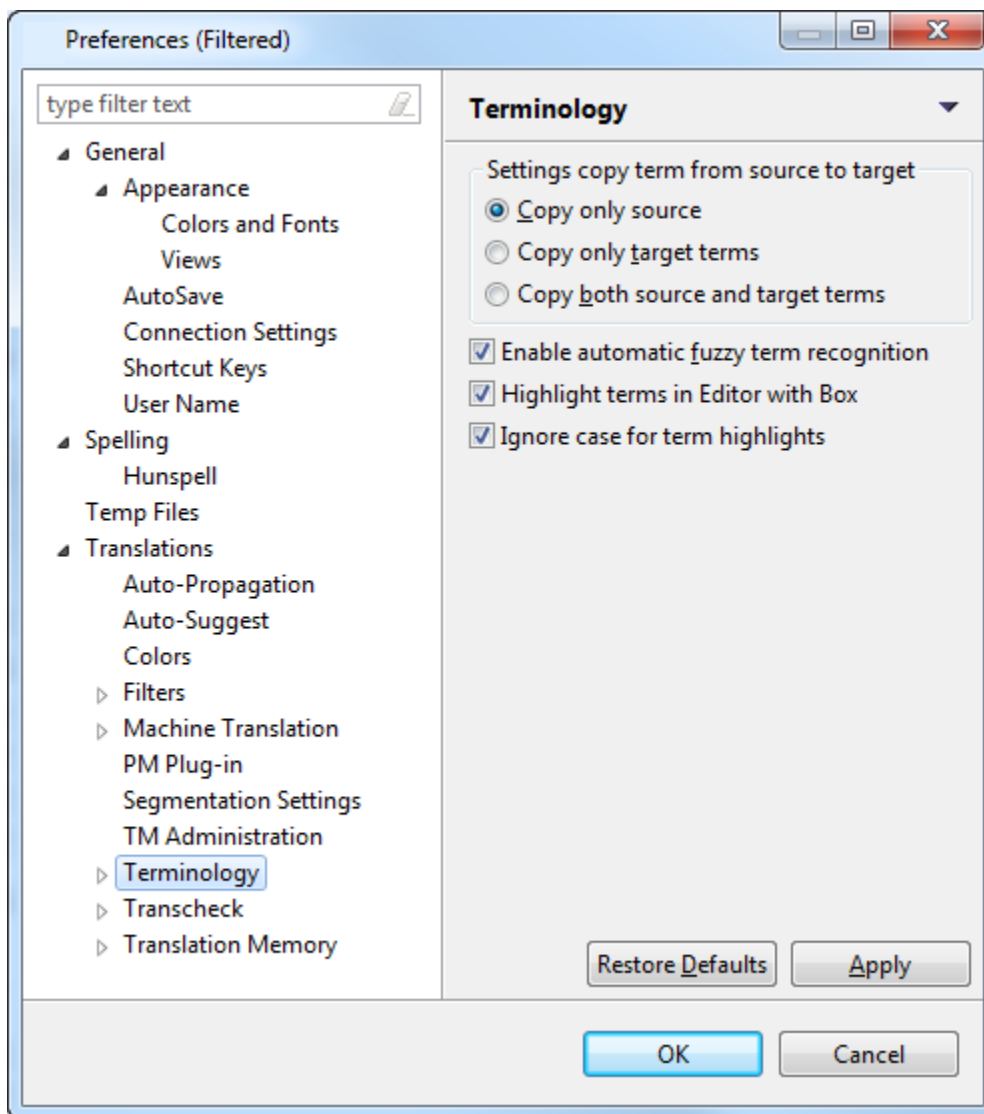 Preferences (Filtered)
type filter text
General
Appearance
Colors and Fonts
Views
AutoSave
Connection Settings
Shortcut Keys
User Name
Spelling
Hunspell
Temp Files
Translations
Auto-Propagation
Auto-Suggest
Colors
Filters
Machine Translation
PM Plug-in
Segmentation Settings
TM Administration
Terminology
Transcheck
Translation Memory
Terminology
Settings copy term from source to target
Copy only source
Copy only target terms
Copy both source and target terms
Enable automatic fuzzy term recognition
Highlight terms in Editor with Box
Ignore case for term highlights
Restore Defaults
Apply
OK
Cancel